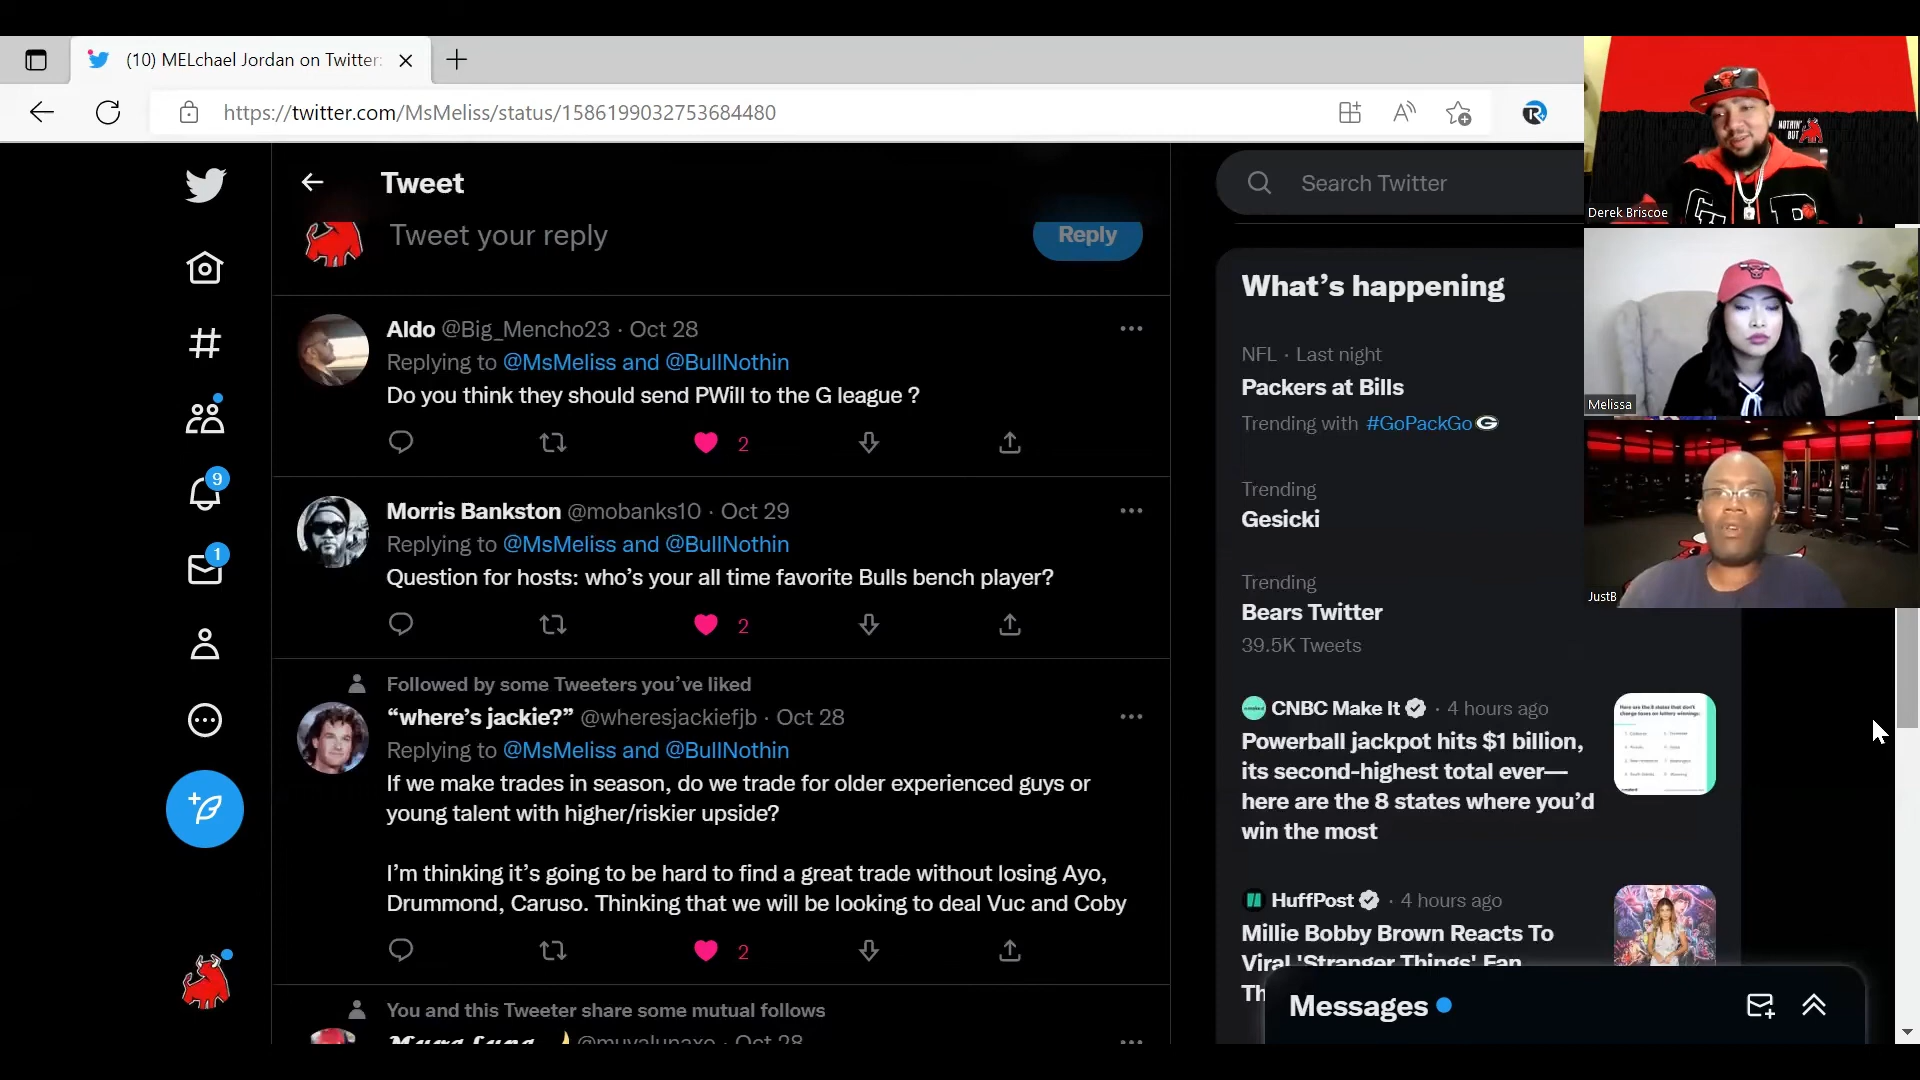 (10) MELchael Jordan on Twitter:
https://twitter.com/MsMeliss/status/1586199032753684480
Tweet
Search Twitter
Tweet your reply
Reply
Aldo @Big_Mencho23 · Oct 28
Replying to @MsMeliss and @BullNothin
Do you think they should send PWill to the G league ?
2
Morris Bankston @mobanks10 · Oct 29
Replying to @MsMeliss and @BullNothin
Question for hosts: who’s your all time favorite Bulls bench player?
2
Followed by some Tweeters you’ve liked
“where’s jackie?” @wheresjackiefjb · Oct 28
Replying to @MsMeliss and @BullNothin
If we make trades in season, do we trade for older experienced guys or
young talent with higher/riskier upside?
I’m thinking it’s going to be hard to find a great trade without losing Ayo,
Drummond, Caruso. Thinking that we will be looking to deal Vuc and Coby
2
You and this Tweeter share some mutual follows
9
1
What’s happening
NFL · Last night
Packers at Bills
Trending with #GoPackGo
Trending
Gesicki
Trending
Bears Twitter
39.5K Tweets
CNBC Make It · 4 hours ago
Powerball jackpot hits $1 billion,
its second-highest total ever—
here are the 8 states where you’d
win the most
HuffPost · 4 hours ago
Millie Bobby Brown Reacts To
Viral 'Stranger Things' Fan
Th
Messages
NOTHIN'
BUT
Derek Briscoe
Melissa
JustB